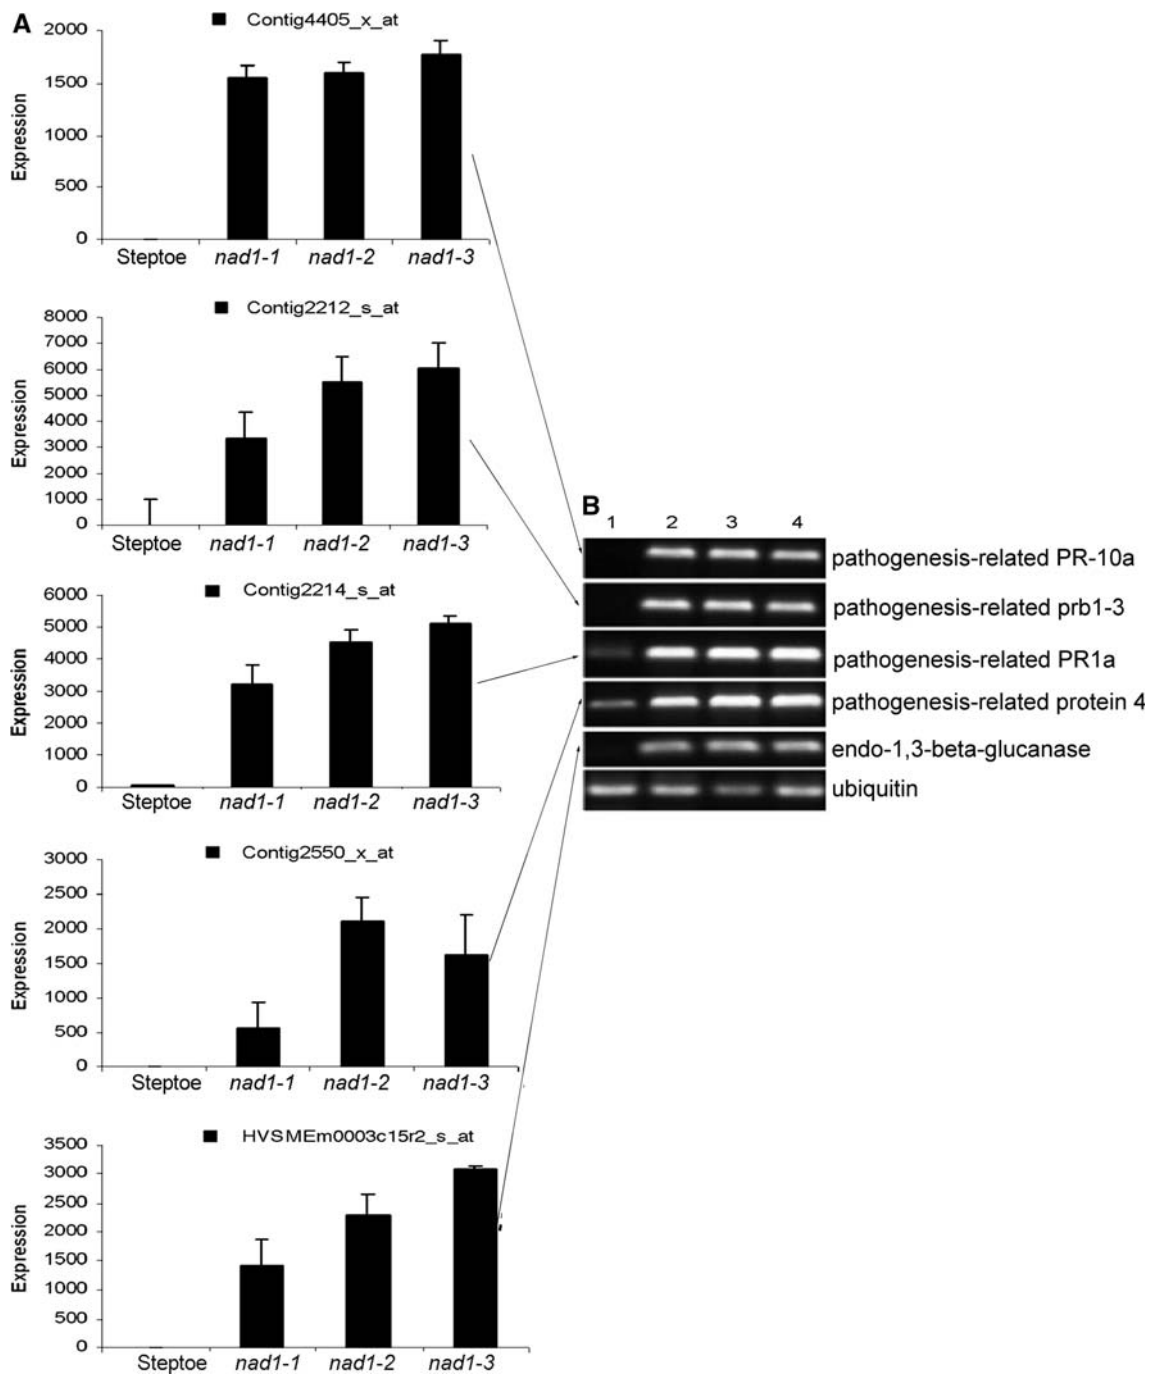 A
Contig4405_x_at
2000
1500
1000
500
0
Expression
Steptoe nad1-1 nad1-2 nad1-3
Contig2212_s_at
8000
7000
6000
5000
4000
3000
2000
1000
0
Expression
Steptoe nad1-1 nad1-2 nad1-3
Contig2214_s_at
6000
5000
4000
3000
2000
1000
0
Expression
Steptoe nad1-1 nad1-2 nad1-3
Contig2550_x_at
3000
2500
2000
1500
1000
500
0
Expression
Steptoe nad1-1 nad1-2 nad1-3
HVSMEm0003c15r2_s_at
3500
3000
2500
2000
1500
1000
500
0
Expression
Steptoe nad1-1 nad1-2 nad1-3
B
1 2 3 4
pathogenesis-related PR-10a
pathogenesis-related prb1-3
pathogenesis-related PR1a
pathogenesis-related protein 4
endo-1,3-beta-glucanase
ubiquitin